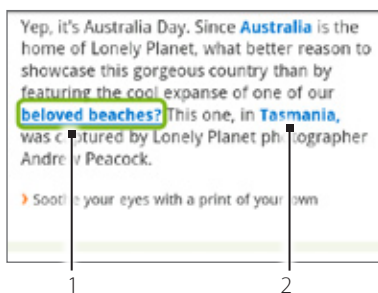 Yep, it's Australia Day. Since Australia is the
home of Lonely Planet, what better reason to
showcase this gorgeous country than by
featuring the cool expanse of one of our
beloved beaches? This one, in Tasmania,
was captured by Lonely Planet photographer
Andrew Peacock.
Soothe your eyes with a print of your own
1 2